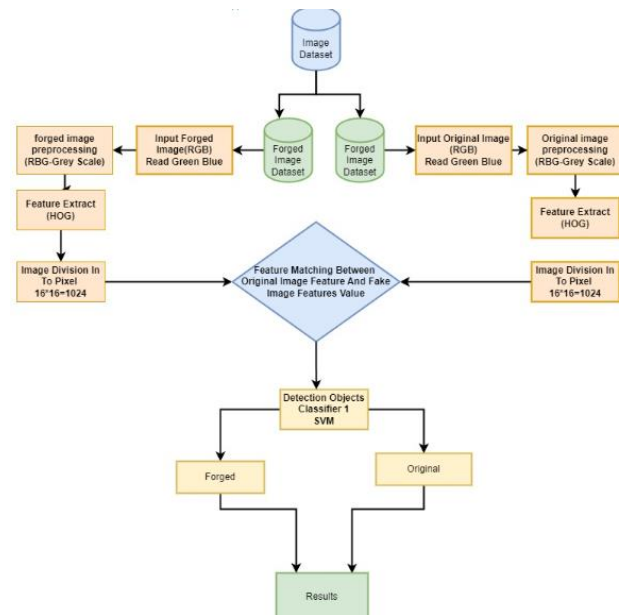 Image
Dataset
forged image
preprocessing
(RBG-Grey Scale)
Input Forged
Image(RGB)
Read Green Blue
Forged
Image
Dataset
Forged
Image
Dataset
Input Original Image
(RGB)
Read Green Blue
Original image
preprocessing
(RBG-Grey Scale)
Feature Extract
(HOG)
Feature Extract
(HOG)
Image Division In
To Pixel
16*16=1024
Feature Matching Between
Original Image Feature And Fake
Image Features Value
Image Division In
To Pixel
16*16=1024
Detection Objects
Classifier 1
SVM
Forged
Original
Results